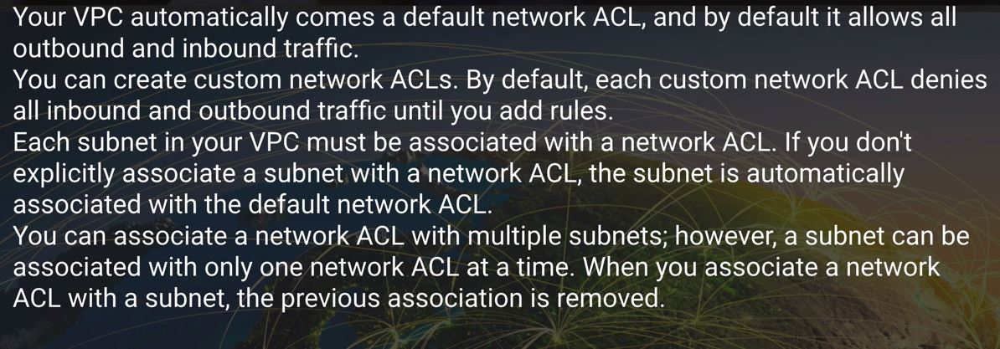 Your VPC automatically comes a default network ACL, and by default it allows all
outbound and inbound traffic.
You can create custom network ACLs. By default, each custom network ACL denies
all inbound and outbound traffic until you add rules.
Each subnet in your VPC must be associated with a network ACL. If you don't
explicitly associate a subnet with a network ACL, the subnet is automatically
associated with the default network ACL.
You can associate a network ACL with multiple subnets; however, a subnet can be
associated with only one network ACL at a time. When you associate a network
ACL with a subnet, the previous association is removed.